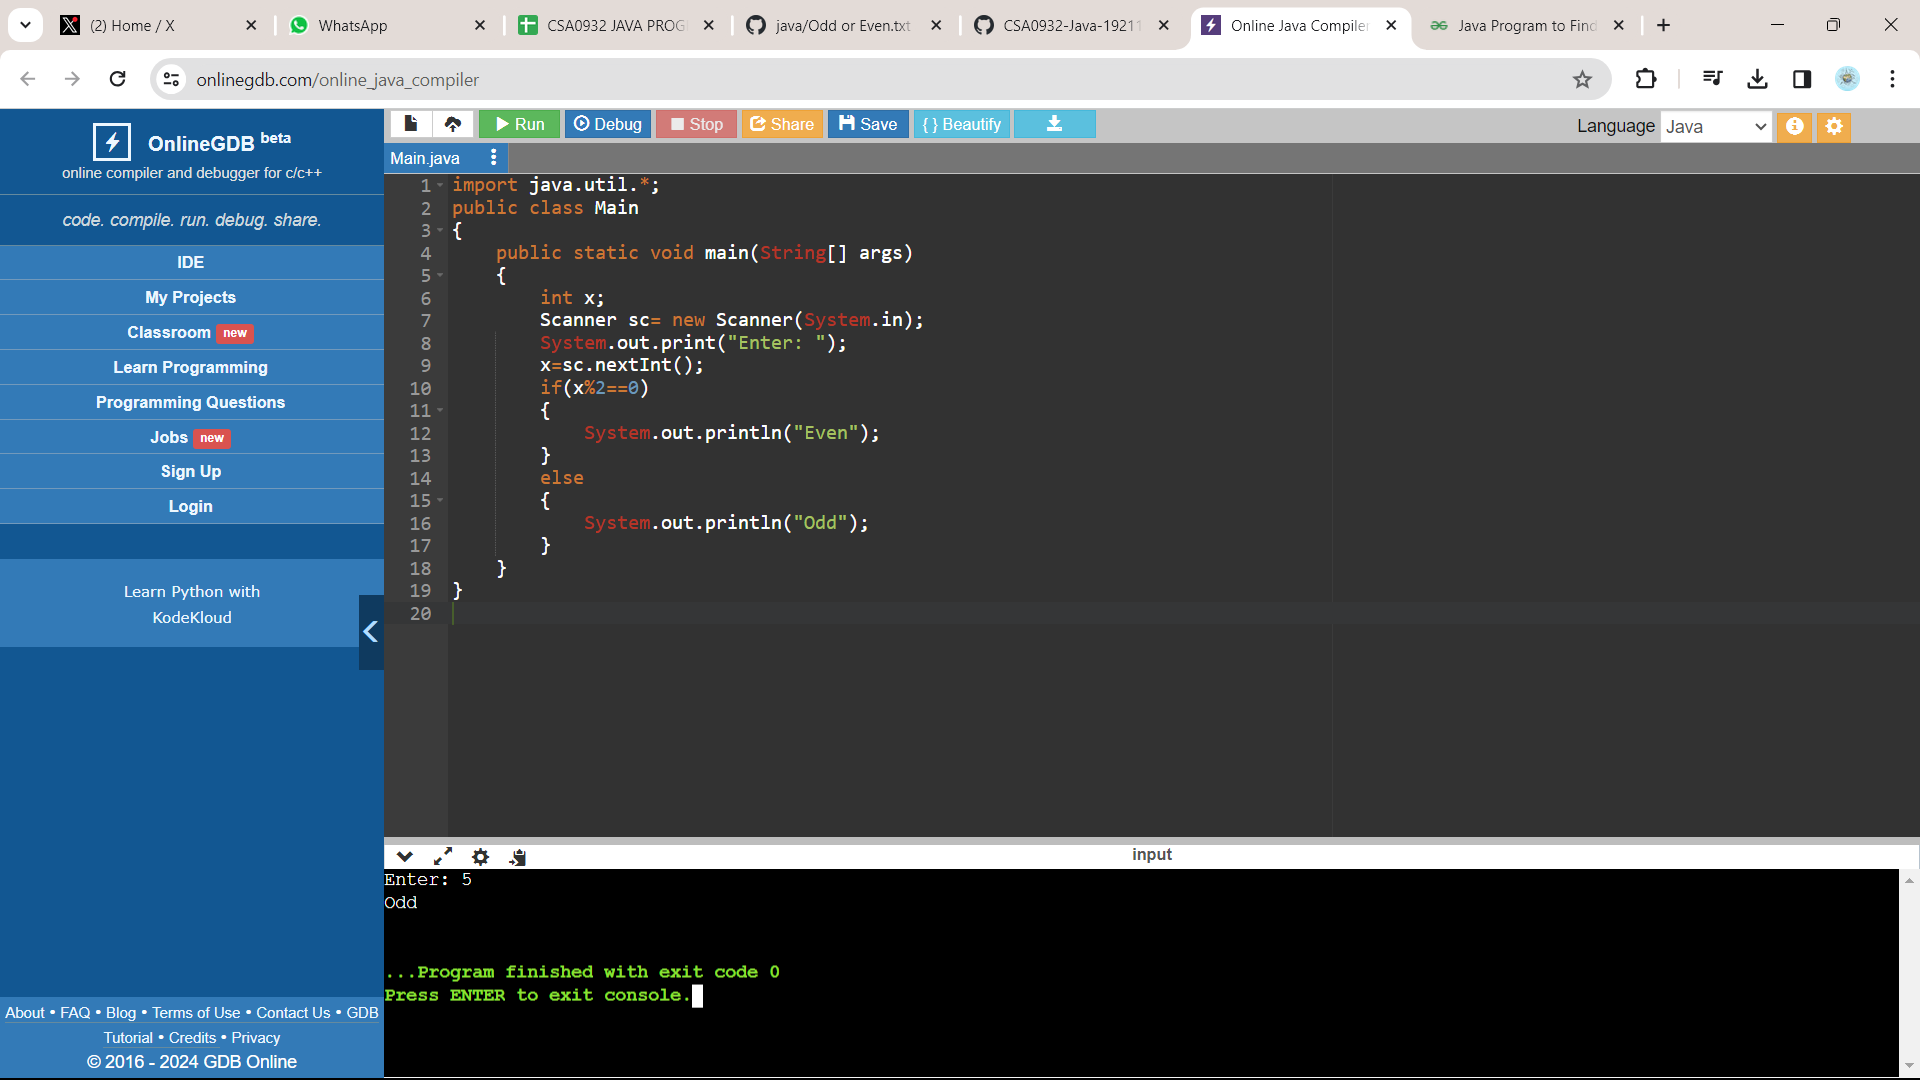 (2) Home / X
WhatsApp
CSA0932 JAVA PROG
java/Odd or Even.txt
CSA0932-Java-19211
Online Java Compiler
Java Program to Find
onlinegdb.com/online_java_compiler
OnlineGDB beta
online compiler and debugger for c/c++
code. compile. run. debug. share.
IDE
My Projects
Classroom new
Learn Programming
Programming Questions
Jobs new
Sign Up
Login
Learn Python with
KodeKloud
About • FAQ • Blog • Terms of Use • Contact Us • GDB
Tutorial • Credits • Privacy
© 2016 - 2024 GDB Online
Run Debug Stop Share Save { } Beautify
Language Java
Main.java
1 import java.util.*;
2 public class Main
3 {
4 public static void main(String[] args)
5 {
6 int x;
7 Scanner sc= new Scanner(System.in);
8 System.out.print("Enter: ");
9 x=sc.nextInt();
10 if(x%2==0)
11 {
12 System.out.println("Even");
13 }
14 else
15 {
16 System.out.println("Odd");
17 }
18 }
19 }
20
input
Enter: 5
Odd
...Program finished with exit code 0
Press ENTER to exit console.